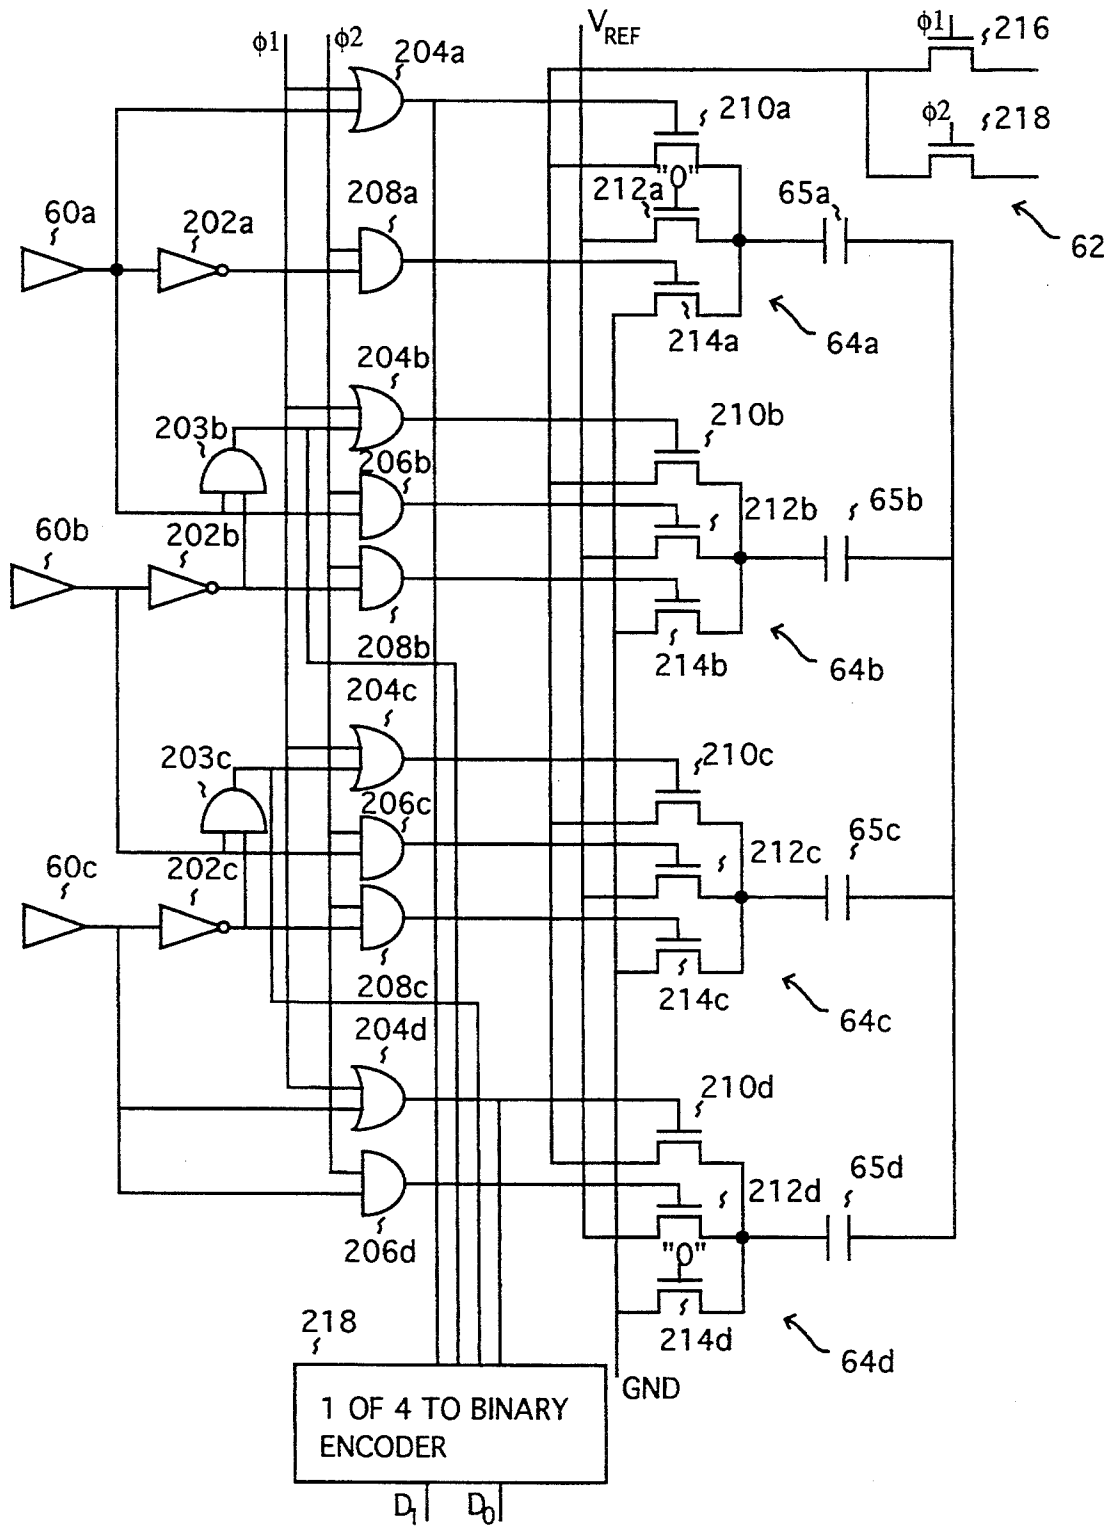 ϕ1
ϕ2
VREF
ϕ1
216
204a
210a
ϕ2
218
"0"
60a
202a
208a
212a
65a
62
214a
64a
204b
203b
210b
206b
60b
202b
212b
65b
208b
214b
64b
204c
203c
210c
206c
60c
202c
212c
65c
208c
214c
64c
204d
210d
212d
65d
206d
"0"
218
214d
64d
GND
1 OF 4 TO BINARY
ENCODER
D1
D0